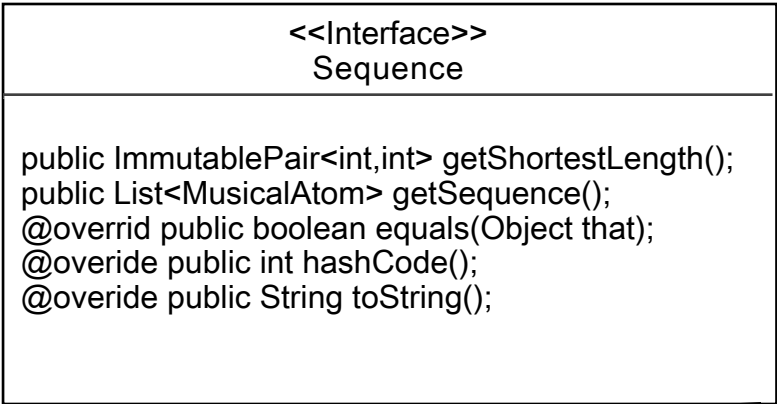 <<Interface>>
Sequence
public ImmutablePair<int,int> getShortestLength();
public List<MusicalAtom> getSequence();
@overrid public boolean equals(Object that);
@overide public int hashCode();
@overide public String toString();